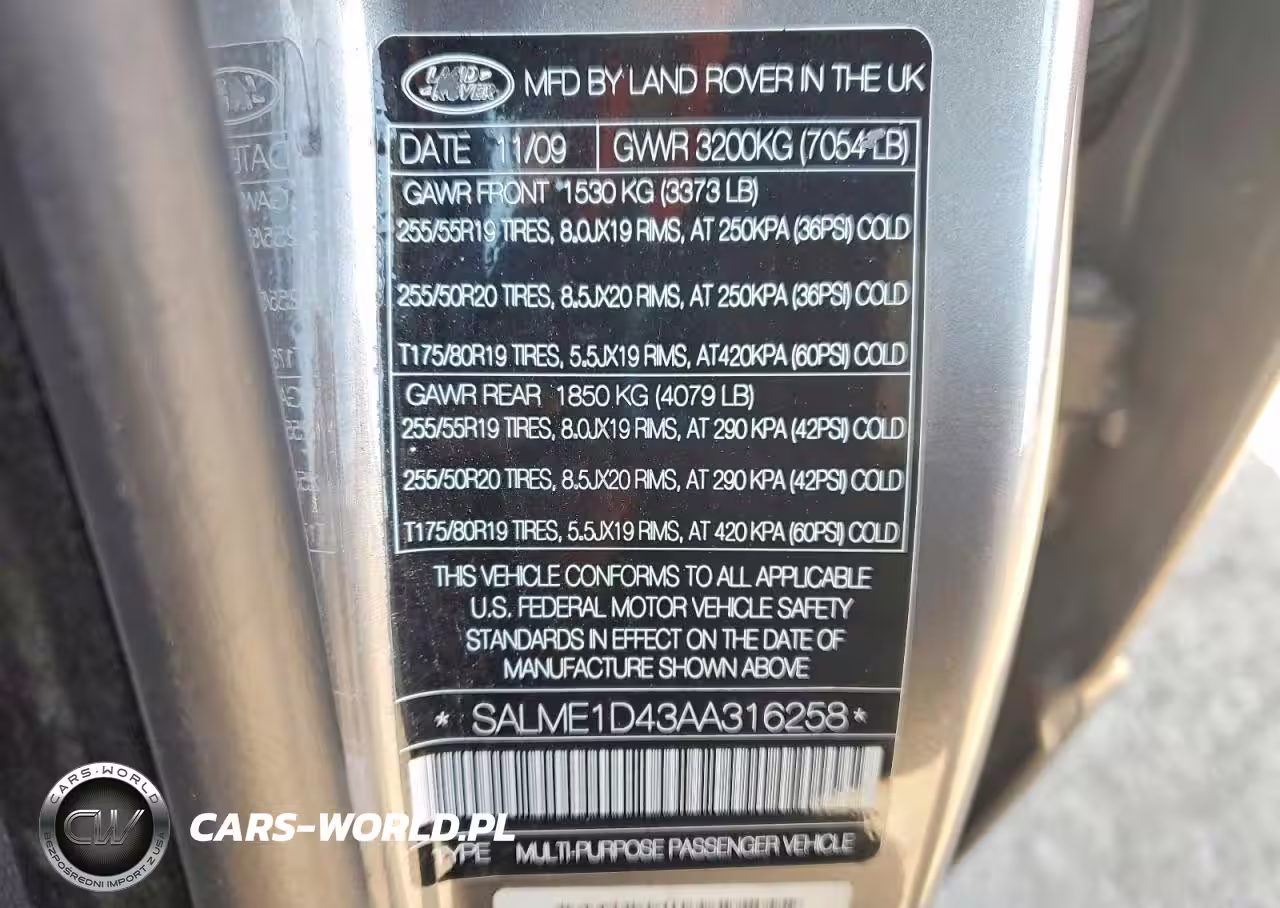 LAND ROVER
MFD BY LAND ROVER IN THE UK
DATE 11/09 GWWR 3200KG (7054 LB)
GAWR FRONT 1530 KG (3373 LB)
255/55R19 TIRES, 8.0JX19 RIMS, AT 250KPA (36PSI) COLD
255/50R20 TIRES, 8.5JX20 RIMS, AT 250KPA (36PSI) COLD
T175/80R19 TIRES, 5.5JX19 RIMS, AT420KPA (60PSI) COLD
GAWR REAR 1850 KG (4079 LB)
255/55R19 TIRES, 8.0JX19 RIMS, AT 290 KPA (42PSI) COLD
255/50R20 TIRES, 8.5JX20 RIMS, AT 290 KPA (42PSI) COLD
T175/80R19 TIRES, 5.5JX19 RIMS, AT 420 KPA (60PSI) COLD
THIS VEHICLE CONFORMS TO ALL APPLICABLE
U.S. FEDERAL MOTOR VEHICLE SAFETY
STANDARDS IN EFFECT ON THE DATE OF
MANUFACTURE SHOWN ABOVE
* SALME1D43AA316258 *
TYPE MULTI-PURPOSE PASSENGER VEHICLE
CARS-WORLD
CW
BEZPOŚREDNI IMPORT Z USA
CARS-WORLD.PL